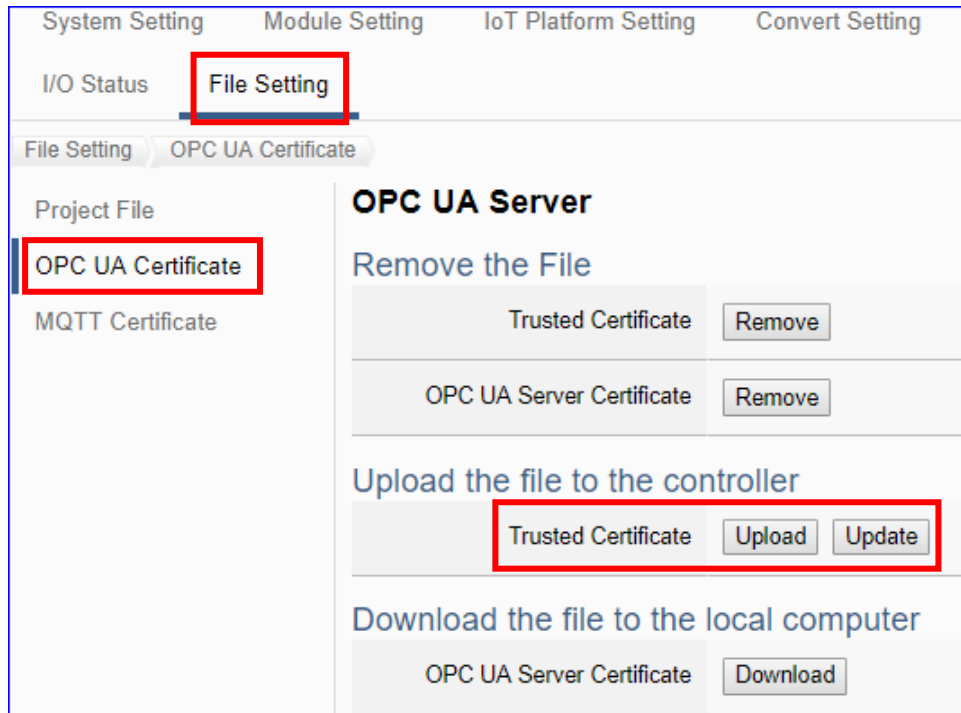 System Setting Module Setting IoT Platform Setting Convert Setting
I/O Status File Setting
File Setting OPC UA Certificate
Project File
OPC UA Certificate
MQTT Certificate
OPC UA Server
Remove the File
Trusted Certificate Remove
OPC UA Server Certificate Remove
Upload the file to the controller
Trusted Certificate Upload Update
Download the file to the local computer
OPC UA Server Certificate Download